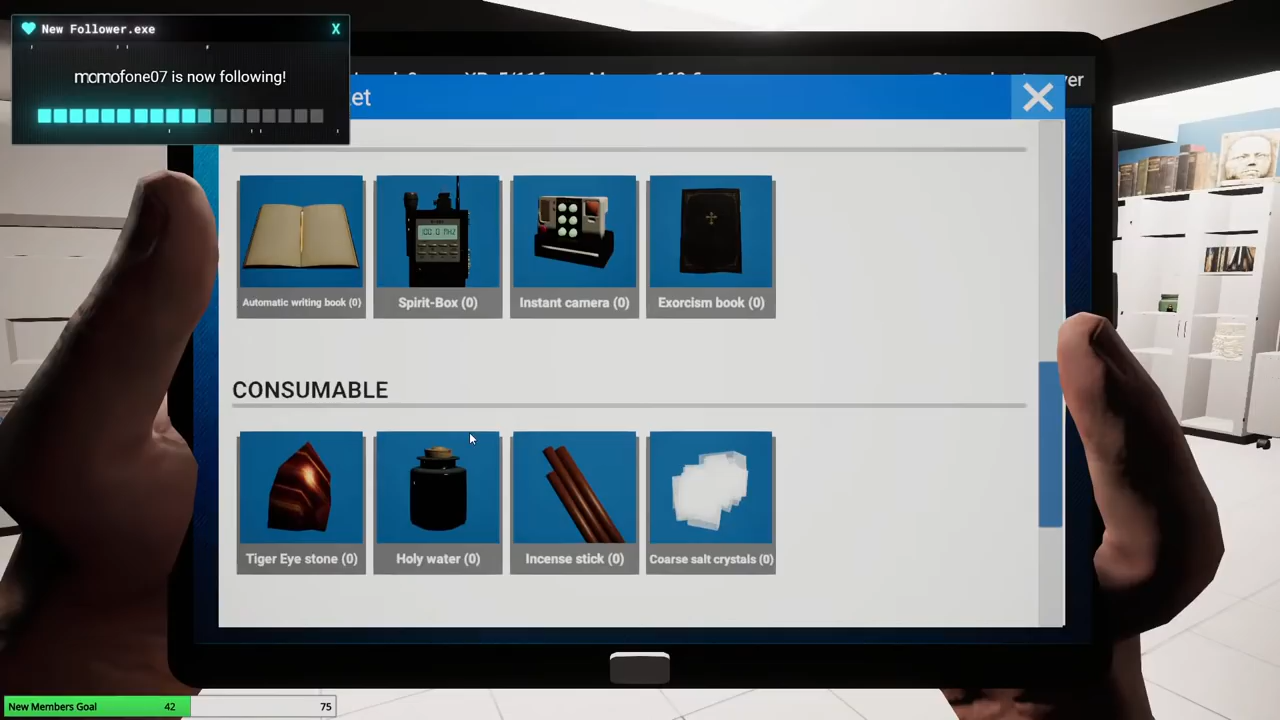 New Follower.exe X
momofone07 is now following!
et
yer
Automatic writing book (0) Spirit-Box (0) Instant camera (0) Exorcism book (0)
CONSUMABLE
Tiger Eye stone (0) Holy water (0) Incense stick (0) Coarse salt crystals (0)
New Members Goal 42 75